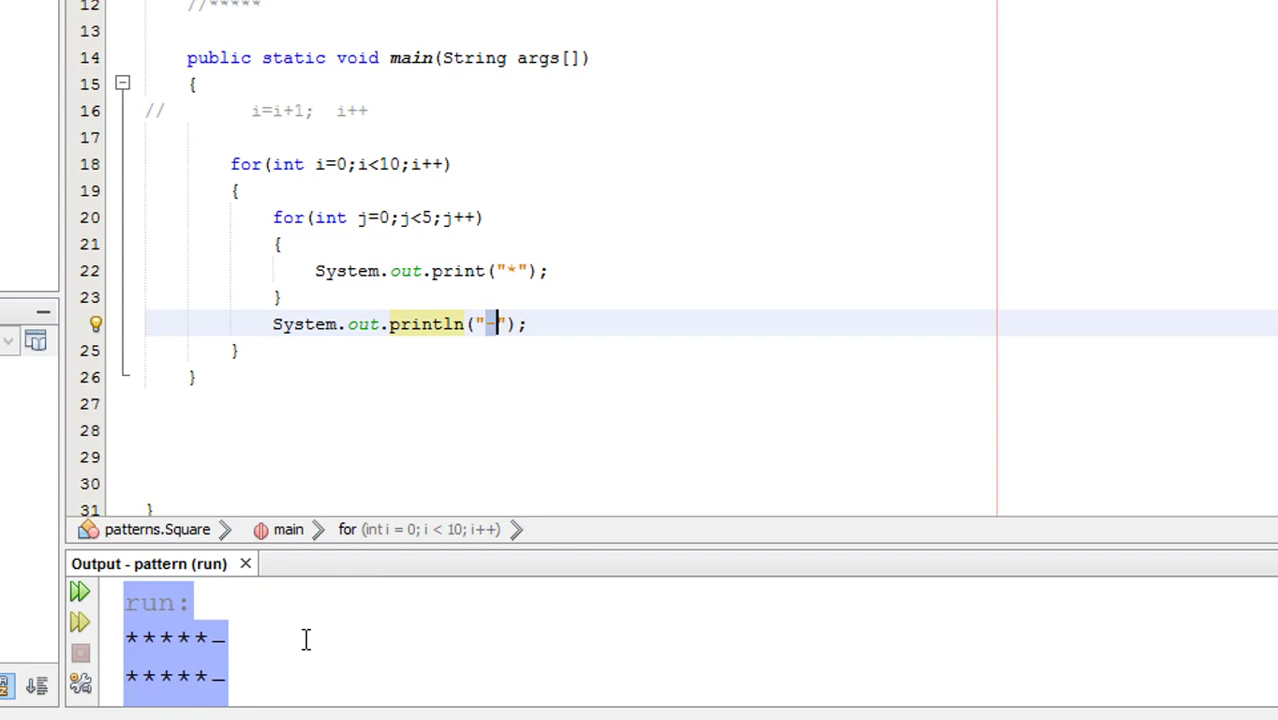 12 //*****
13
14 public static void main(String args[])
15 {
16 // i=i+1; i++
17
18 for(int i=0;i<10;i++)
19 {
20 for(int j=0;j<5;j++)
21 {
22 System.out.print("*");
23 }
System.out.println("-");
25 }
26 }
27
28
29
30
31 }
patterns.Square main for (int i = 0; i < 10; i++)
Output - pattern (run) ×
run:
*****-
*****-